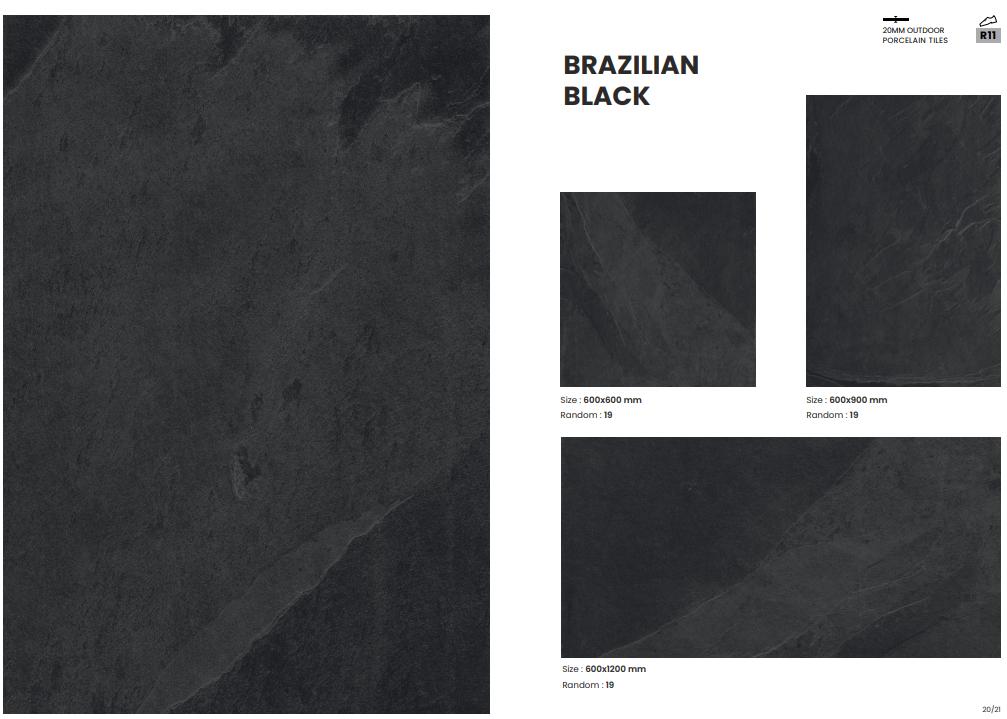 20MM OUTDOOR
PORCELAIN TILES
R11
BRAZILIAN
BLACK
Size : 600x600 mm
Random : 19
Size : 600x900 mm
Random : 19
Size : 600x1200 mm
Random : 19
20/21